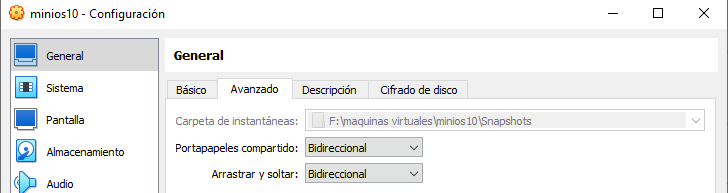 minios10 - Configuración
General
Sistema
Pantalla
Almacenamiento
Audio
General
Básico Avanzado Descripción Cifrado de disco
Carpeta de instantáneas: F:\maquinas virtuales\minios10\Snapshots
Portapapeles compartido: Bidireccional
Arrastrar y soltar: Bidireccional